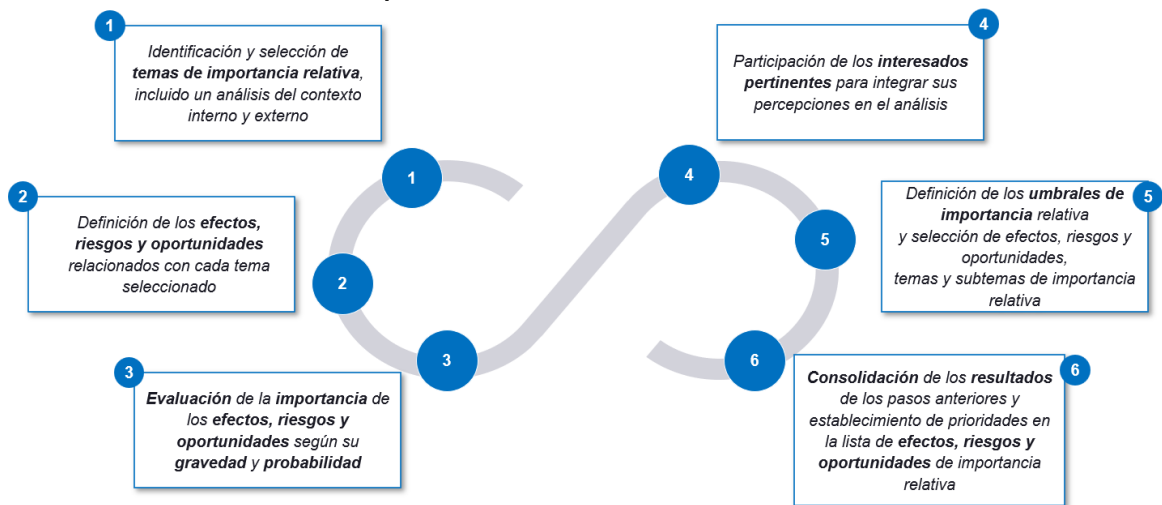 1
Identificación y selección de
temas de importancia relativa,
incluido un análisis del contexto
interno y externo
2
Definición de los efectos,
riesgos y oportunidades
relacionados con cada tema
seleccionado
3
Evaluación de la importancia de
los efectos, riesgos y
oportunidades según su
gravedad y probabilidad
1
2
3
4
5
6
4
Participación de los interesados
pertinentes para integrar sus
percepciones en el análisis
5
Definición de los umbrales de
importancia relativa
y selección de efectos, riesgos y
oportunidades,
temas y subtemas de importancia
relativa
6
Consolidación de los resultados
de los pasos anteriores y
establecimiento de prioridades en
la lista de efectos, riesgos y
oportunidades de importancia
relativa